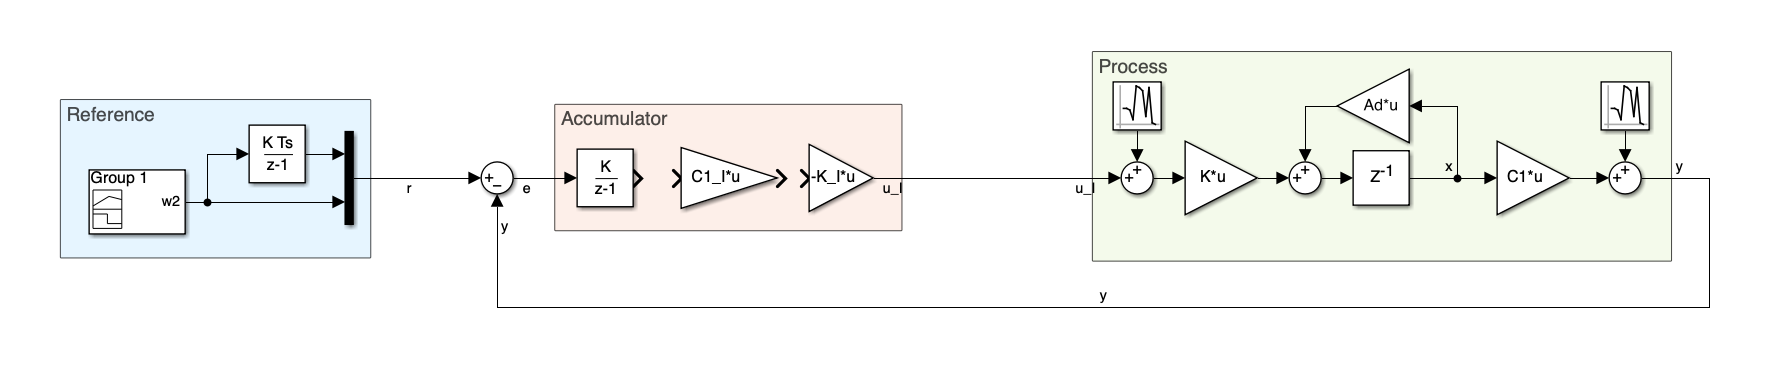 Reference
Group 1
w2
K Ts
z-1
r
+
−
e
y
Accumulator
K
z-1
C1_I*u
-K_I*u
u_I
u_I
Process
+
+
K*u
+
+
Ad*u
z-1
x
C1*u
+
+
y
y